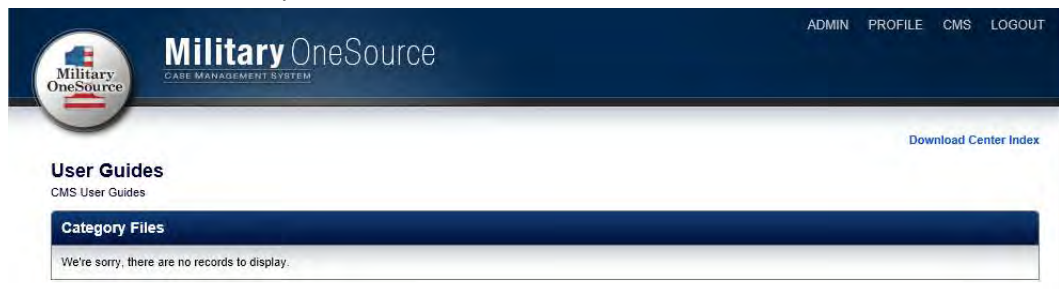 ADMIN PROFILE CMS LOGOUT
Military OneSource
CASE MANAGEMENT SYSTEM
Military
OneSource
Download Center Index
User Guides
CMS User Guides
Category Files
We're sorry, there are no records to display.